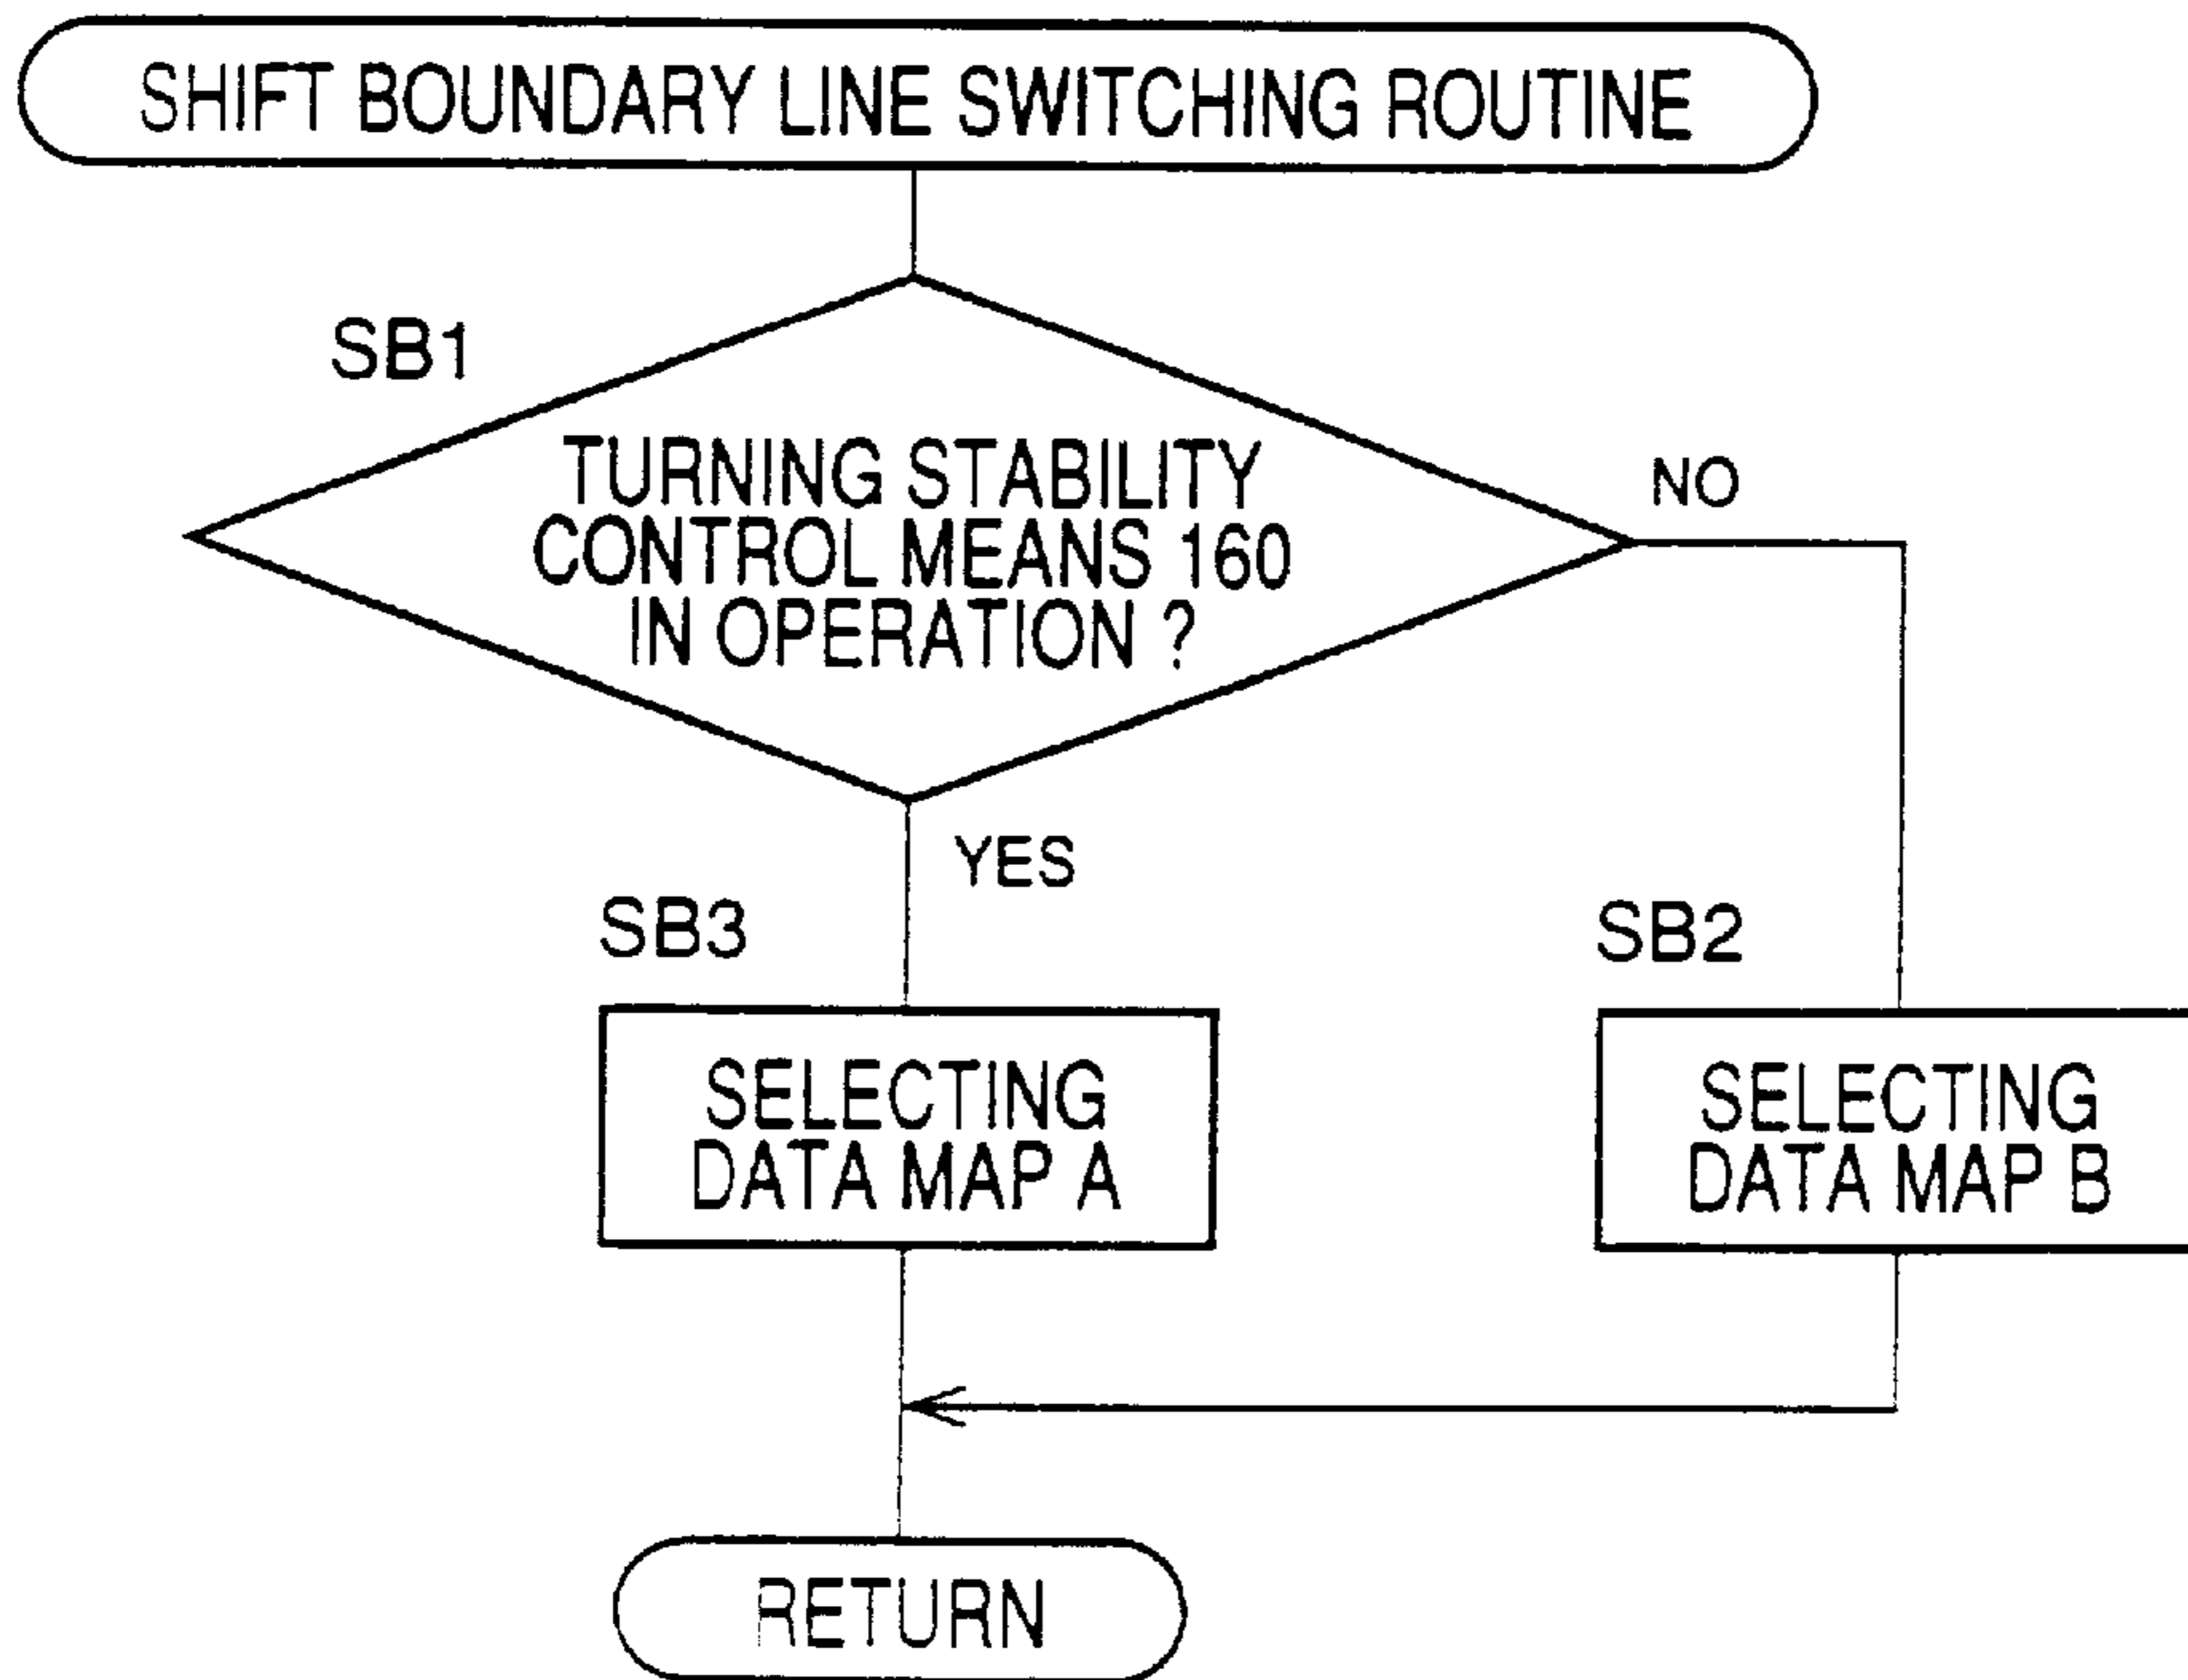 SHIFT BOUNDARY LINE SWITCHING ROUTINE
SB1
TURNING STABILITY
CONTROL MEANS 160
IN OPERATION ?
NO
YES
SB3
SB2
SELECTING
DATA MAP A
SELECTING
DATA MAP B
RETURN